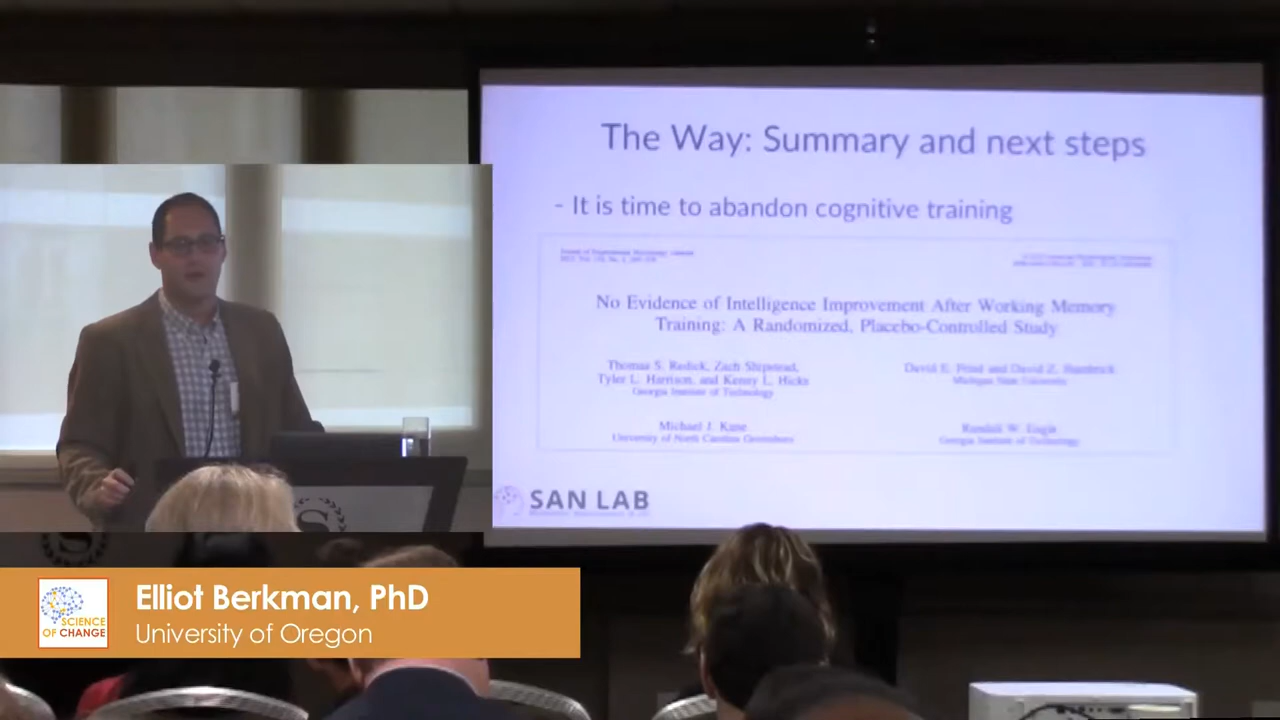 The Way: Summary and next steps
- It is time to abandon cognitive training
No Evidence of Intelligence Improvement After Working Memory
Training: A Randomized, Placebo-Controlled Study
Thomas S. Redick, Zach Shipstead,
Tyler L. Harrison, and Kenny L. Hicks
Georgia Institute of Technology
David E. Fried and David Z. Hambrick
Michigan State University
Michael J. Kane
University of North Carolina Greensboro
Randall W. Engle
Georgia Institute of Technology
SAN LAB
S
SCIENCE
OF CHANGE
Elliot Berkman, PhD
University of Oregon